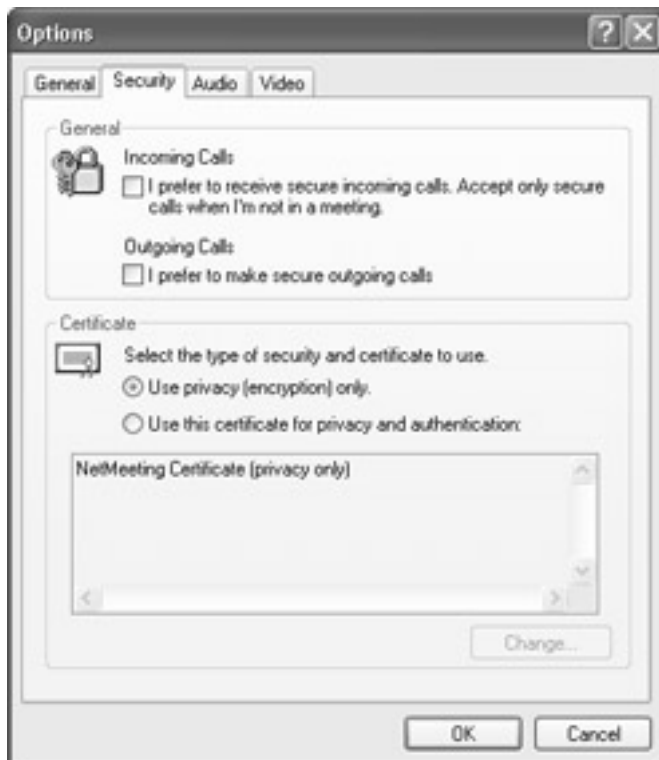 Options
General Security Audio Video
General
Incoming Calls
I prefer to receive secure incoming calls. Accept only secure
calls when I'm not in a meeting.
Outgoing Calls
I prefer to make secure outgoing calls
Certificate
Select the type of security and certificate to use.
Use privacy (encryption) only.
Use this certificate for privacy and authentication:
NetMeeting Certificate (privacy only)
Change...
OK Cancel